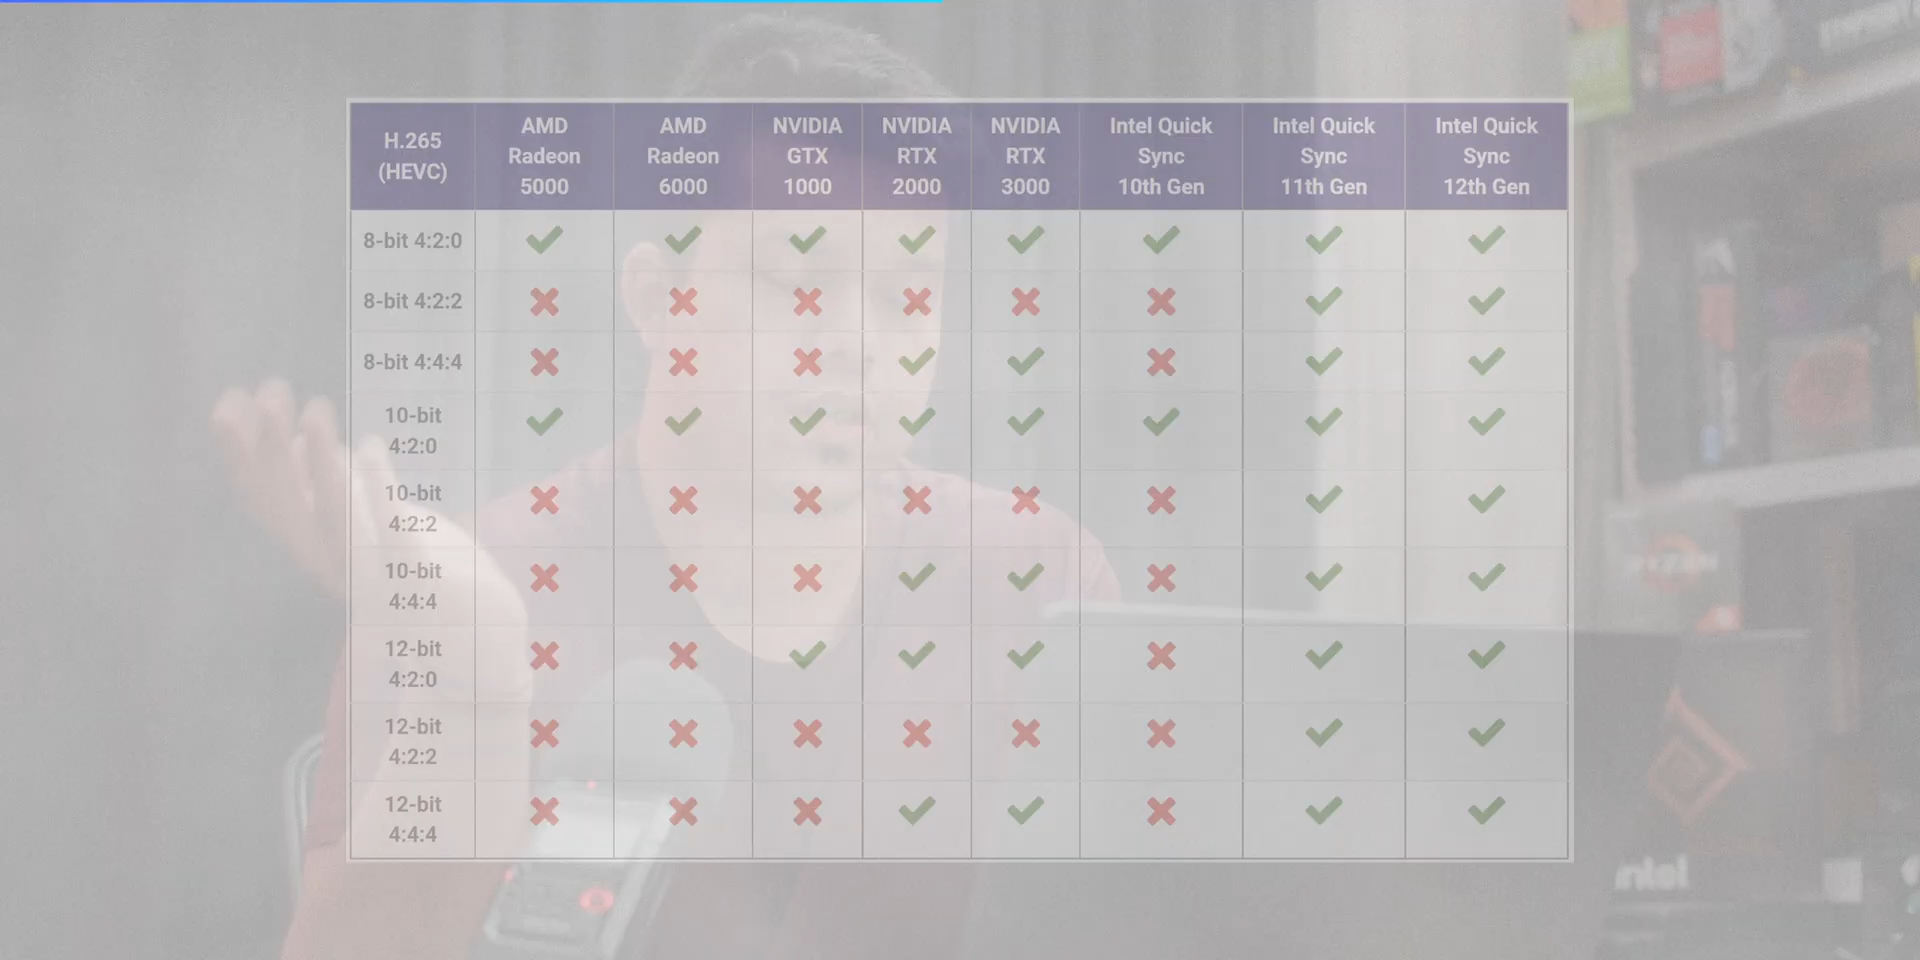 H.265
(HEVC)
AMD
Radeon
5000
AMD
Radeon
6000
NVIDIA
GTX
1000
NVIDIA
RTX
2000
NVIDIA
RTX
3000
Intel Quick
Sync
10th Gen
Intel Quick
Sync
11th Gen
Intel Quick
Sync
12th Gen
8-bit 4:2:0
8-bit 4:2:2
8-bit 4:4:4
10-bit
4:2:0
10-bit
4:2:2
10-bit
4:4:4
12-bit
4:2:0
12-bit
4:2:2
12-bit
4:4:4
RYZEN
intel